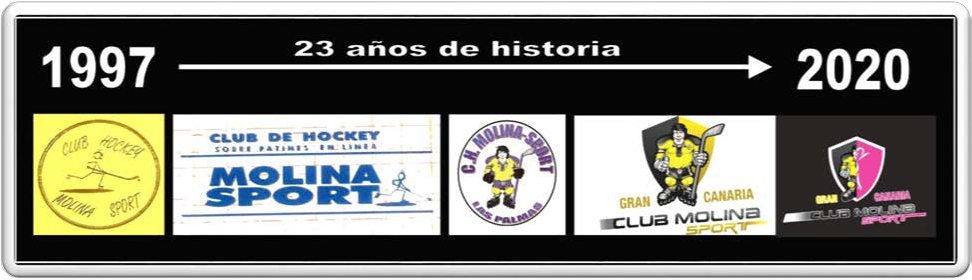 1997
23 años de historia
2020
CLUB HOCKEY
MOLINA SPORT
CLUB DE HOCKEY
SOBRE PATINES EN LINEA
MOLINA
SPORT
C.H. MOLINA-SPORT
LAS PALMAS
GRAN CANARIA
CLUB MOLINA
SPORT
GRAN CANARIA
CLUB MOLINA
SPORT